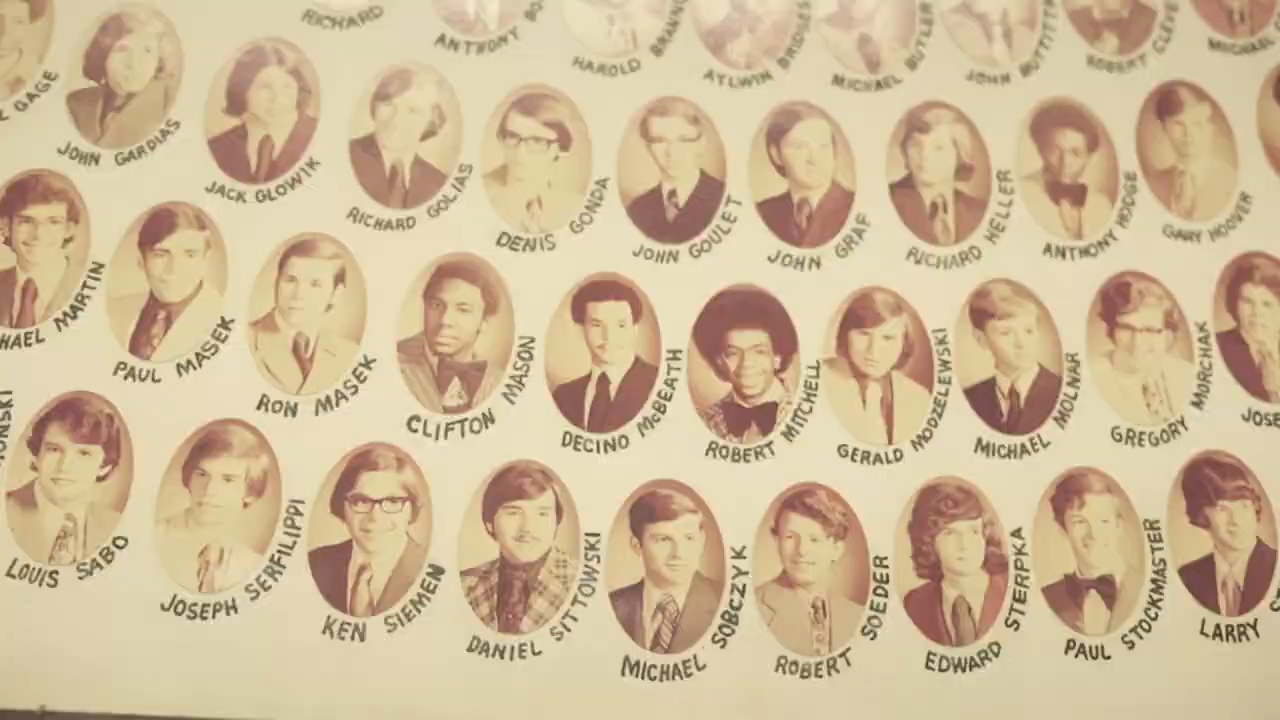 RICHARD
ANTHONY
HAROLD
AYLWIN BRIDGES
MICHAEL BUTLER
JOHN
ROBERT
MICHAEL
GAGE
JOHN GARDIAS
JACK GLOWIK
RICHARD GOLIAS
DENIS GONDA
JOHN GOULET
JOHN GRAF
RICHARD HELLER
ANTHONY HODGE
GARY HOOVER
HAEL MARTIN
PAUL MASEK
RON MASEK
CLIFTON MASON
DECINO McBEATH
ROBERT MITCHELL
GERALD MODZELEWSKI
MICHAEL MOLNAR
GREGORY MORCHAK
JOSE
LOUIS SABO
JOSEPH SERFILIPPI
KEN SIEMEN
DANIEL SITTOWSKI
MICHAEL SOBCZYK
ROBERT SOEDER
EDWARD STERPKA
PAUL STOCKMASTER
LARRY